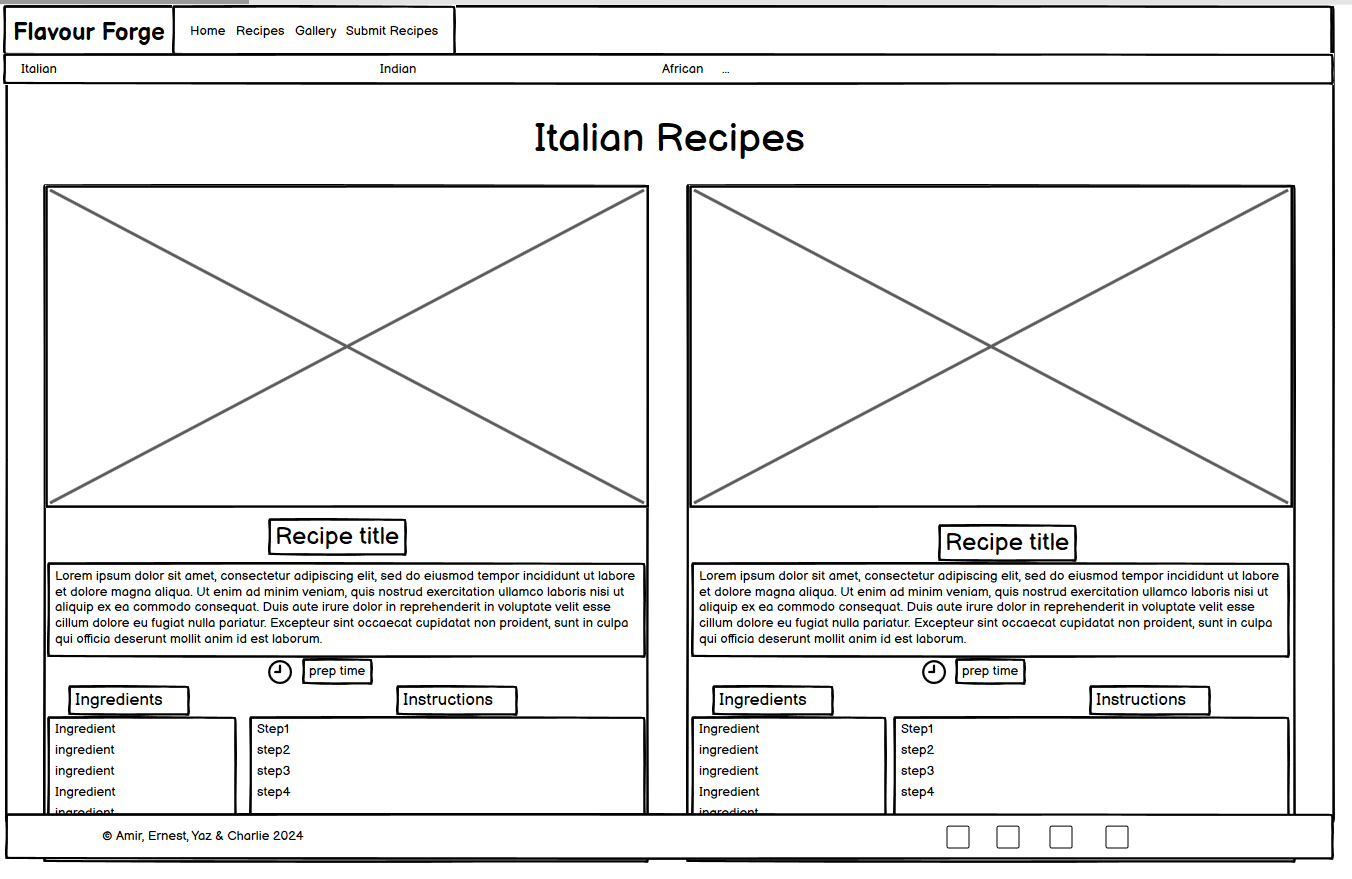 Flavour Forge
Home Recipes Gallery Submit Recipes
Italian Indian African ...
Italian Recipes
Recipe title
Lorem ipsum dolor sit amet, consectetur adipiscing elit, sed do eiusmod tempor incididunt ut labore
et dolore magna aliqua. Ut enim ad minim veniam, quis nostrud exercitation ullamco laboris nisi ut
aliquip ex ea commodo consequat. Duis aute irure dolor in reprehenderit in voluptate velit esse
cillum dolore eu fugiat nulla pariatur. Excepteur sint occaecat cupidatat non proident, sunt in culpa
qui officia deserunt mollit anim id est laborum.
prep time
Ingredients
Ingredient
ingredient
ingredient
Ingredient
ingredient
Instructions
Step1
step2
step3
step4
Recipe title
Lorem ipsum dolor sit amet, consectetur adipiscing elit, sed do eiusmod tempor incididunt ut labore
et dolore magna aliqua. Ut enim ad minim veniam, quis nostrud exercitation ullamco laboris nisi ut
aliquip ex ea commodo consequat. Duis aute irure dolor in reprehenderit in voluptate velit esse
cillum dolore eu fugiat nulla pariatur. Excepteur sint occaecat cupidatat non proident, sunt in culpa
qui officia deserunt mollit anim id est laborum.
prep time
Ingredients
Ingredient
ingredient
ingredient
Ingredient
ingredient
Instructions
Step1
step2
step3
step4
© Amir, Ernest, Yaz & Charlie 2024